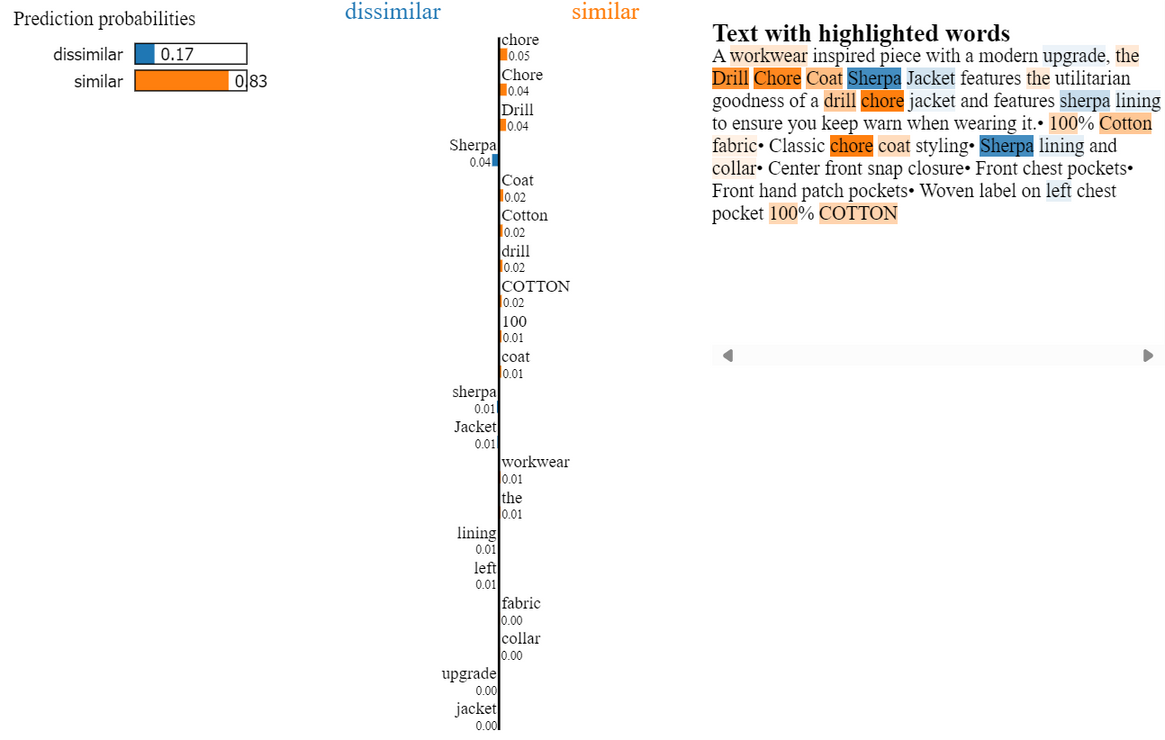 Prediction probabilities
dissimilar 0.17
similar 0.83
dissimilar similar
chore
0.05
Chore
0.04
Drill
0.04
Sherpa
0.04
Coat
0.02
Cotton
0.02
drill
0.02
COTTON
0.02
100
0.01
coat
0.01
sherpa
0.01
Jacket
0.01
workwear
0.01
the
0.01
lining
0.01
left
0.01
fabric
0.00
collar
0.00
upgrade
0.00
jacket
0.00
Text with highlighted words
A workwear inspired piece with a modern upgrade, the
Drill Chore Coat Sherpa Jacket features the utilitarian
goodness of a drill chore jacket and features sherpa lining
to ensure you keep warn when wearing it.• 100% Cotton
fabric• Classic chore coat styling• Sherpa lining and
collar• Center front snap closure• Front chest pockets•
Front hand patch pockets• Woven label on left chest
pocket 100% COTTON